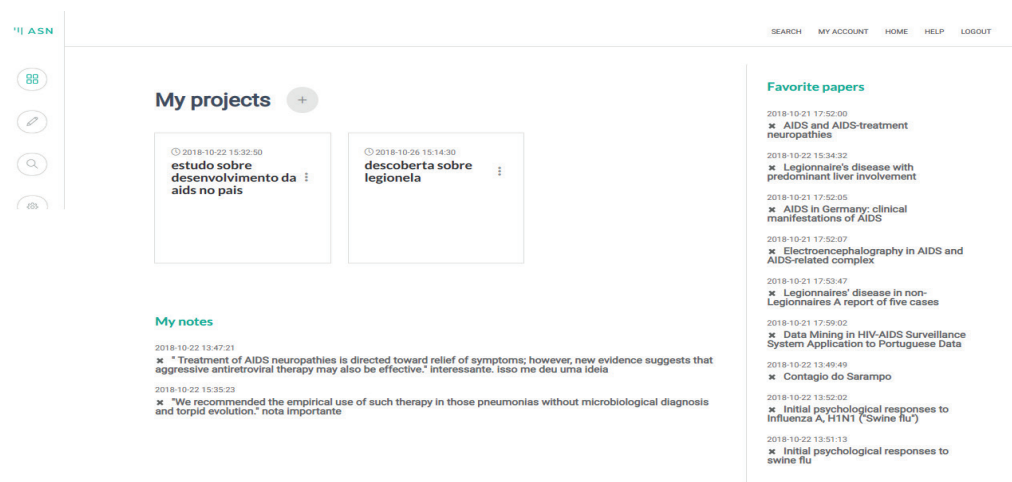 ASN
SEARCH MY ACCOUNT HOME HELP LOGOUT
My projects +
2018-10-22 15:32:50
estudo sobre
desenvolvimento da
aids no pais
2018-10-26 15:14:30
descoberta sobre
legionela
My notes
2018-10-22 13:47:21
× " Treatment of AIDS neuropathies is directed toward relief of symptoms; however, new evidence suggests that
aggressive antiretroviral therapy may also be effective." interessante. isso me deu uma ideia
2018-10-22 15:35:23
× "We recommended the empirical use of such therapy in those pneumonias without microbiological diagnosis
and torpid evolution." nota importante
Favorite papers
2018-10-21 17:52:00
× AIDS and AIDS-treatment
neuropathies
2018-10-22 15:34:32
× Legionnaire's disease with
predominant liver involvement
2018-10-21 17:52:05
× AIDS in Germany: clinical
manifestations of AIDS
2018-10-21 17:52:07
× Electroencephalography in AIDS and
AIDS-related complex
2018-10-21 17:53:47
× Legionnaires' disease in non-
Legionnaires A report of five cases
2018-10-21 17:59:02
× Data Mining in HIV-AIDS Surveillance
System Application to Portuguese Data
2018-10-22 13:49:49
× Contagio do Sarampo
2018-10-22 13:52:02
× Initial psychological responses to
Influenza A, H1N1 ("Swine flu")
2018-10-22 13:51:13
× Initial psychological responses to
swine flu